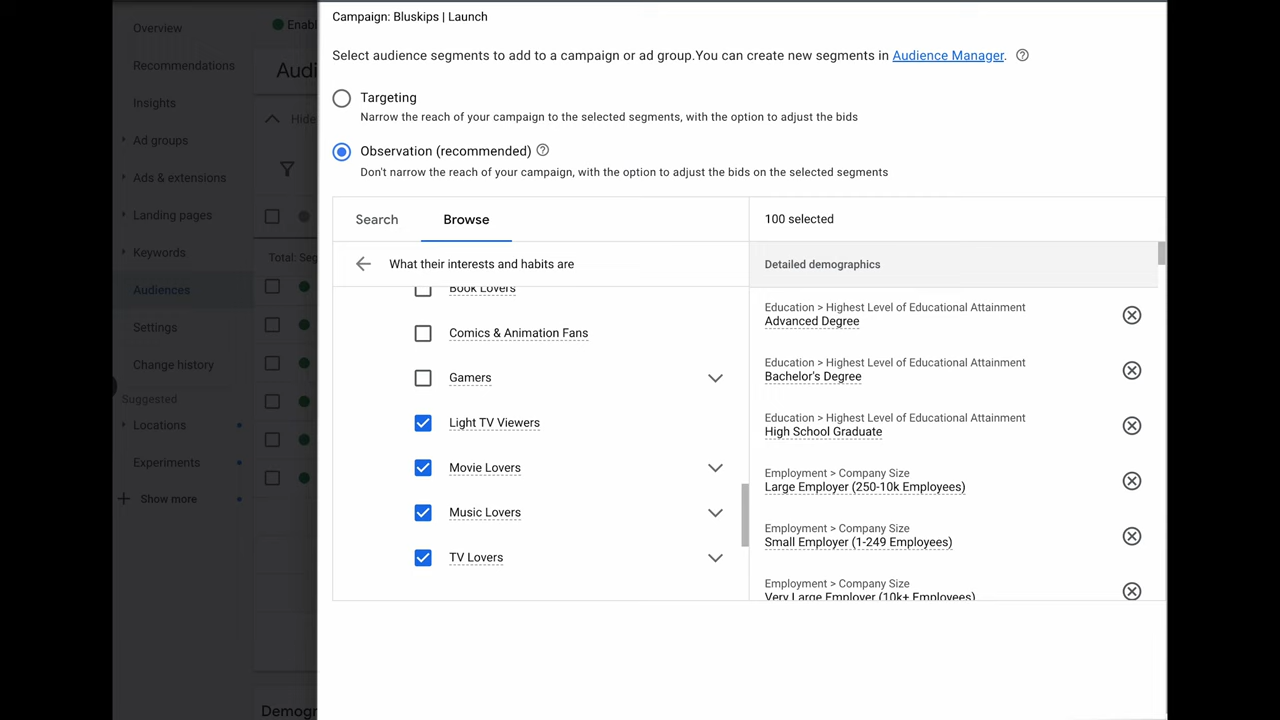 Campaign: Bluskips | Launch
Select audience segments to add to a campaign or ad group.You can create new segments in Audience Manager.
Targeting
Narrow the reach of your campaign to the selected segments, with the option to adjust the bids
Observation (recommended)
Don't narrow the reach of your campaign, with the option to adjust the bids on the selected segments
Search
Browse
What their interests and habits are
Book Lovers
Comics & Animation Fans
Gamers
Light TV Viewers
Movie Lovers
Music Lovers
TV Lovers
100 selected
Detailed demographics
Education > Highest Level of Educational Attainment
Advanced Degree
Education > Highest Level of Educational Attainment
Bachelor's Degree
Education > Highest Level of Educational Attainment
High School Graduate
Employment > Company Size
Large Employer (250-10k Employees)
Employment > Company Size
Small Employer (1-249 Employees)
Employment > Company Size
Very Large Employer (10k+ Employees)
Overview
Recommendations
Insights
Ad groups
Ads & extensions
Landing pages
Keywords
Audiences
Settings
Change history
Suggested
Locations
Experiments
Show more
Enabl
Audi
Hide
Total: Seg
Demogr